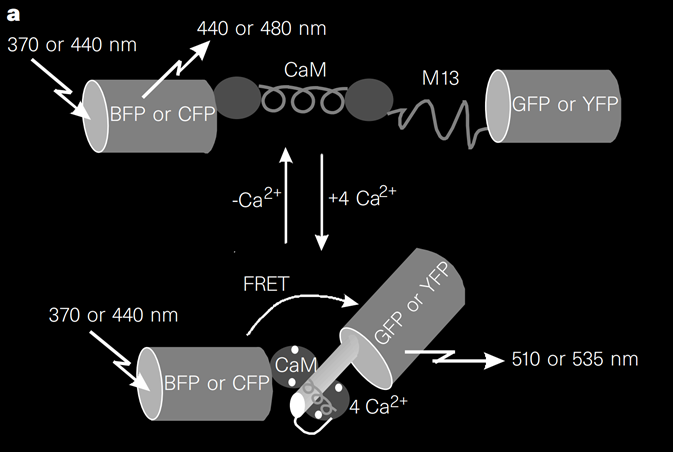 a
440 or 480 nm
370 or 440 nm
CaM
M13
BFP or CFP
GFP or YFP
-Ca²⁺
+4 Ca²⁺
FRET
GFP or YFP
370 or 440 nm
510 or 535 nm
CaM
BFP or CFP
4 Ca²⁺